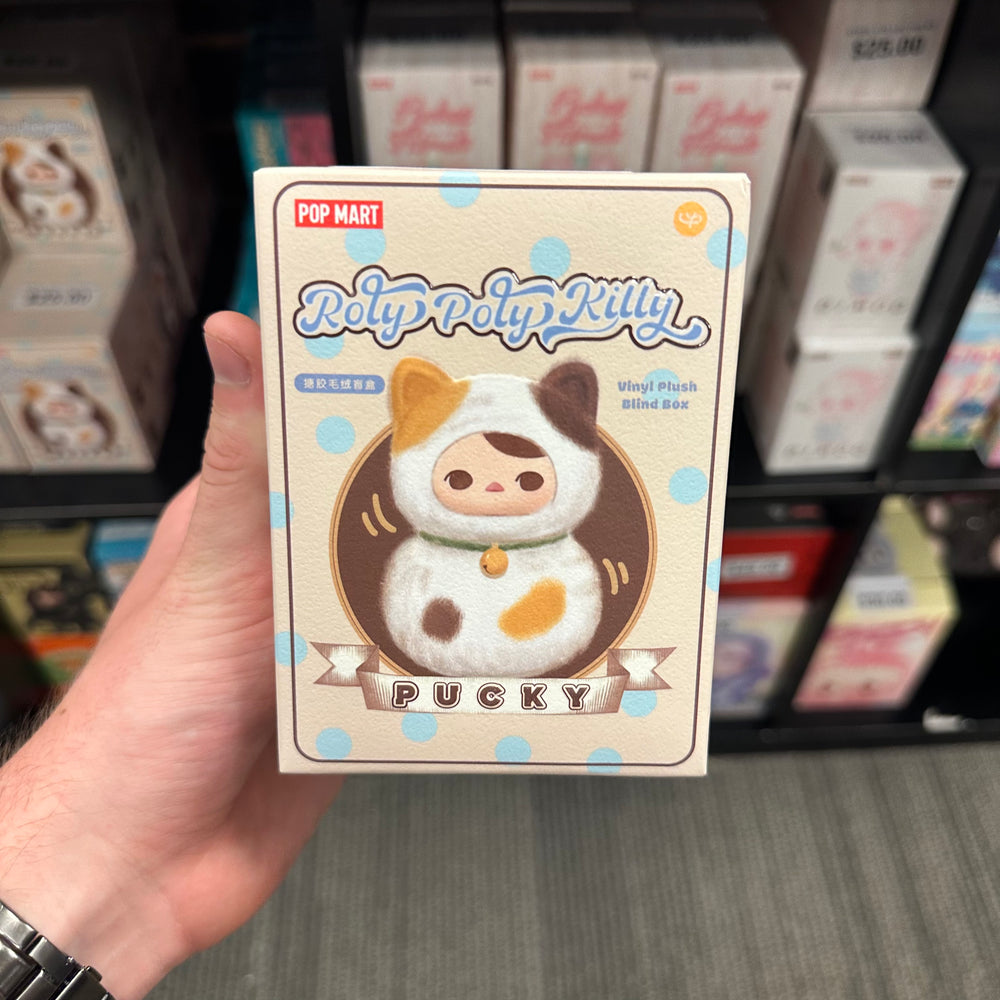 $25.00
POP MART
Roly Poly Kitty
搪胶毛绒盲盒
Vinyl Plush
Blind Box
PUCKY